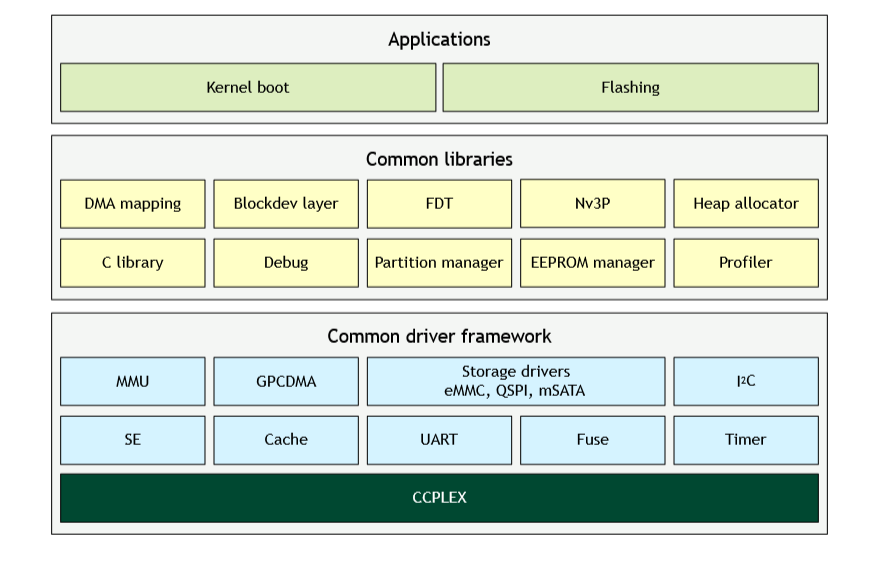 Applications
Kernel boot
Flashing
Common libraries
DMA mapping
Blockdev layer
FDT
Nv3P
Heap allocator
C library
Debug
Partition manager
EEPROM manager
Profiler
Common driver framework
MMU
GPCDMA
Storage drivers
eMMC, QSPI, mSATA
I²C
SE
Cache
UART
Fuse
Timer
CCPLEX